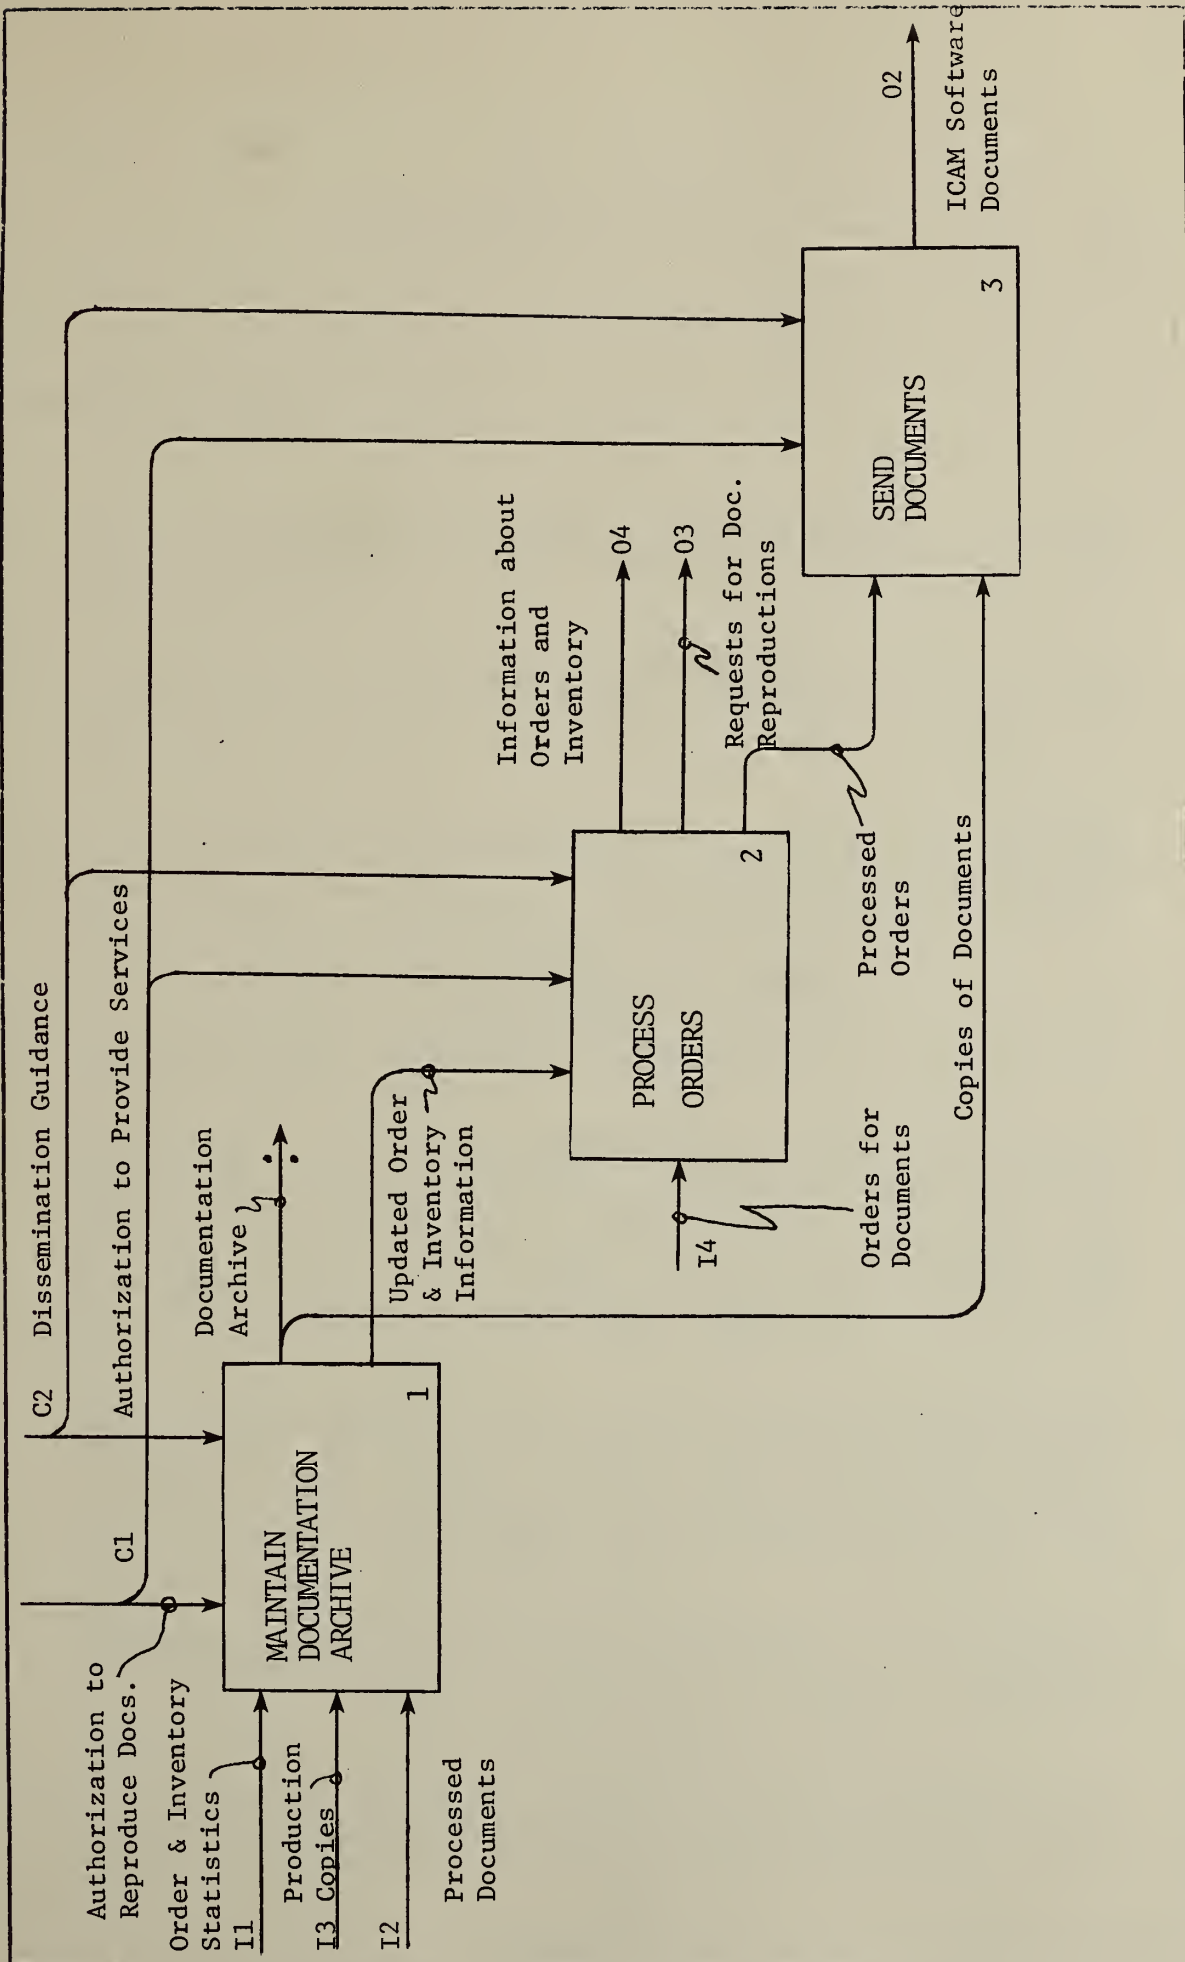 C2 Dissemination Guidance
C1
Authorization to Provide Services
Authorization to
Reproduce Docs.
Order & Inventory
Statistics
I1
Production
I3 Copies
I2
Processed
Documents
MAINTAIN
DOCUMENTATION
ARCHIVE
1
Documentation
Archive
Updated Order
& Inventory
Information
I4
Orders for
Documents
PROCESS
ORDERS
2
Information about
Orders and
Inventory
O4
O3
Requests for Doc.
Reproductions
Processed
Orders
Copies of Documents
SEND
DOCUMENTS
3
O2
ICAM Software
Documents